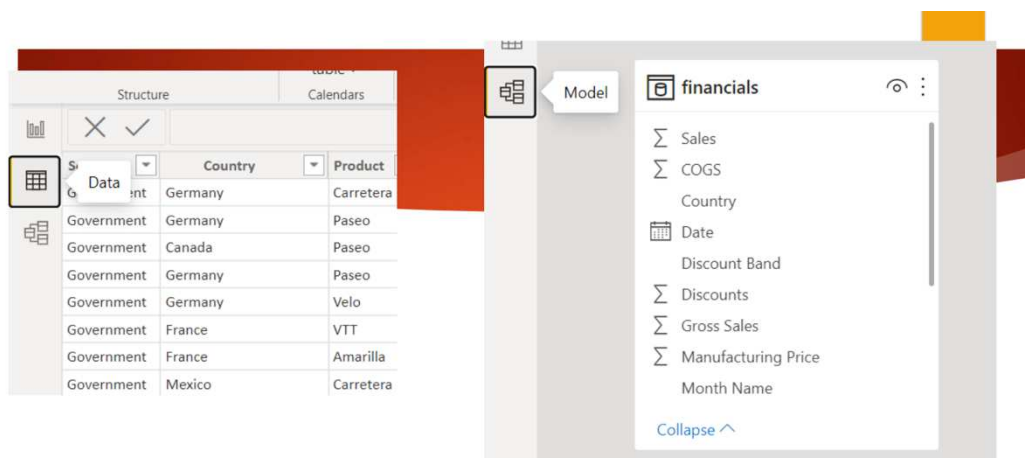 Structure
Calendars
Data
Country
Product
Germany
Carretera
Government
Germany
Paseo
Government
Canada
Paseo
Government
Germany
Paseo
Government
Germany
Velo
Government
France
VTT
Government
France
Amarilla
Government
Mexico
Carretera
Model
financials
Sales
COGS
Country
Date
Discount Band
Discounts
Gross Sales
Manufacturing Price
Month Name
Collapse